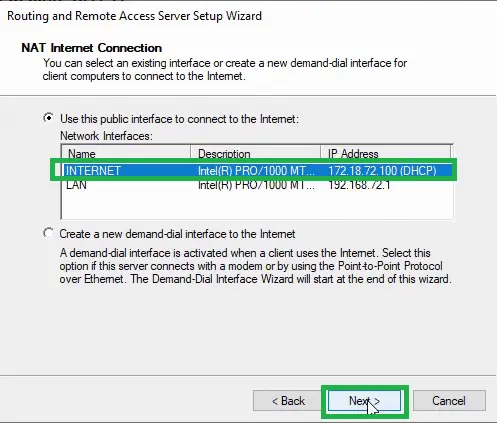 Routing and Remote Access Server Setup Wizard
NAT Internet Connection
You can select an existing interface or create a new demand-dial interface for
client computers to connect to the Internet.
Use this public interface to connect to the Internet:
Network Interfaces:
Name Description IP Address
INTERNET Intel(R) PRO/1000 MT... 172.18.72.100 (DHCP)
LAN Intel(R) PRO/1000 MT... 192.168.72.1
Create a new demand-dial interface to the Internet
A demand-dial interface is activated when a client uses the Internet. Select this
option if this server connects with a modem or by using the Point-to-Point Protocol
over Ethernet. The Demand-Dial Interface Wizard will start at the end of this wizard.
< Back Next > Cancel